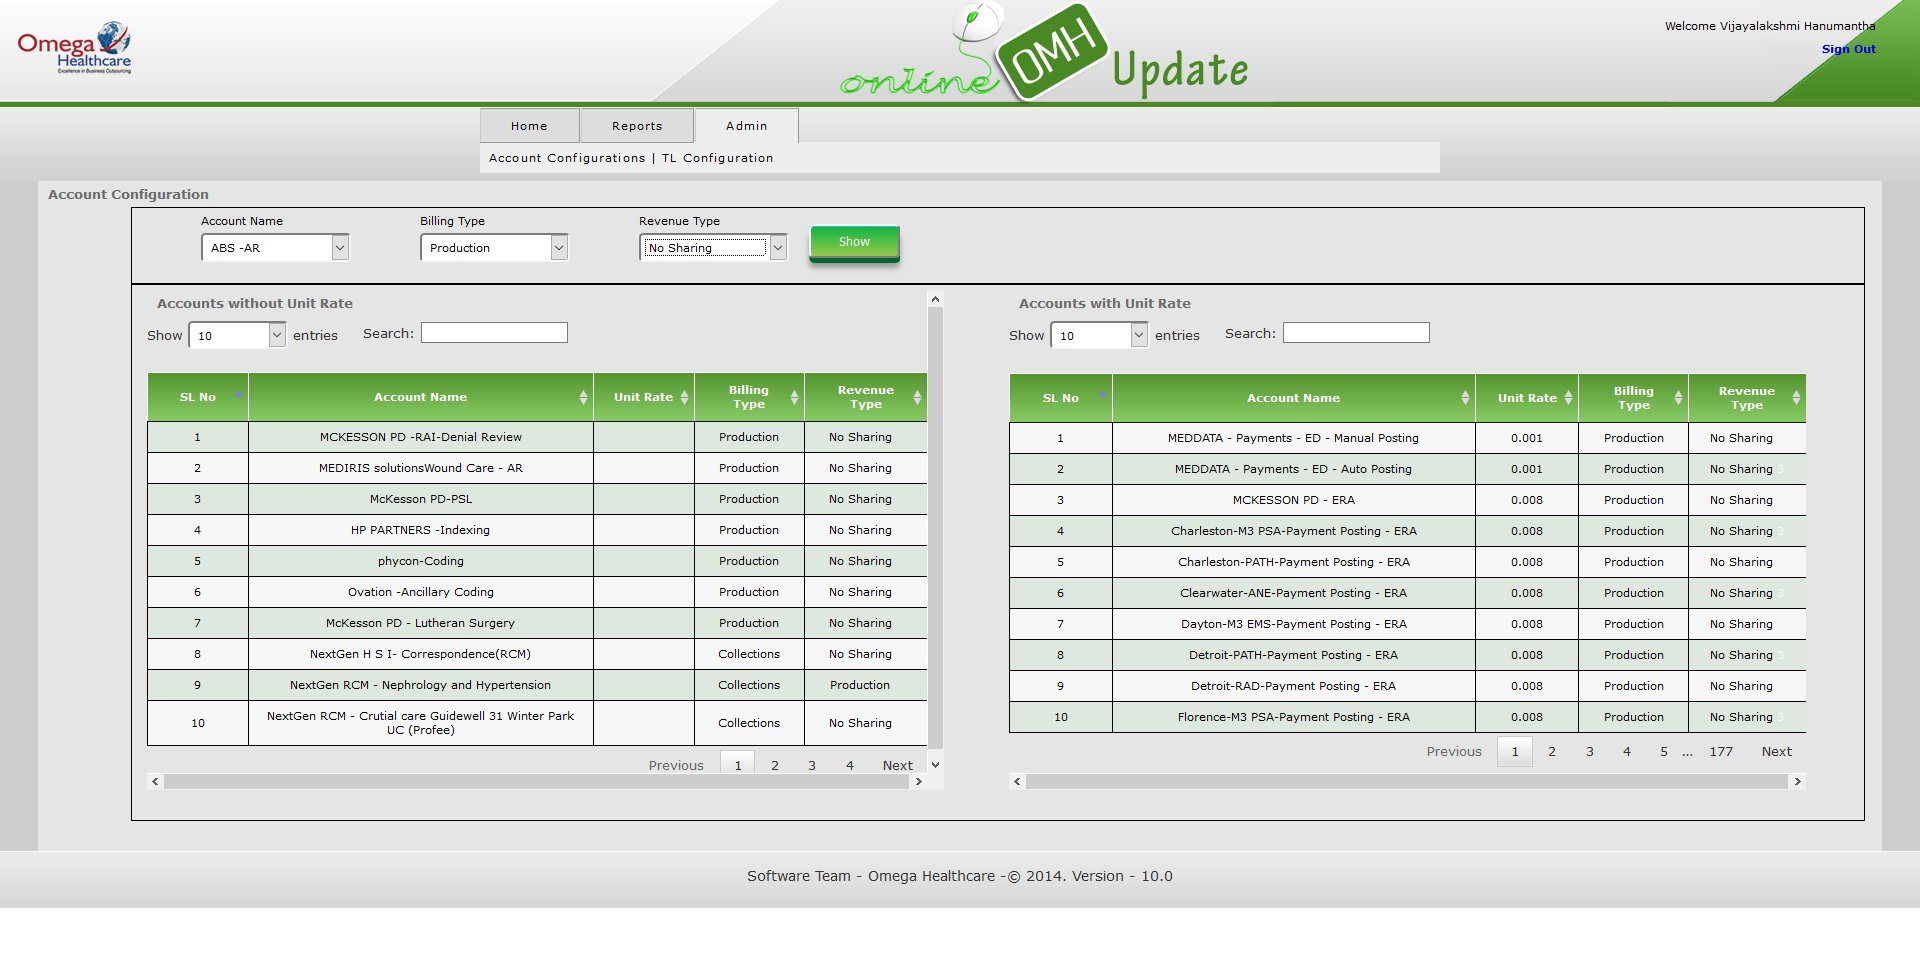 Omega
Healthcare
Excellence in Business Outsourcing
online OMH Update
Welcome Vijayalakshmi Hanumantha
Sign Out
Home Reports Admin
Account Configurations | TL Configuration
Account Configuration
Account Name Billing Type Revenue Type
ABS -AR Production No Sharing Show
Accounts without Unit Rate
Show 10 entries Search:
SL No Account Name Unit Rate Billing Type Revenue Type
1 MCKESSON PD -RAI-Denial Review Production No Sharing
2 MEDIRIS solutionsWound Care - AR Production No Sharing
3 McKesson PD-PSL Production No Sharing
4 HP PARTNERS -Indexing Production No Sharing
5 phycon-Coding Production No Sharing
6 Ovation -Ancillary Coding Production No Sharing
7 McKesson PD - Lutheran Surgery Production No Sharing
8 NextGen H S I- Correspondence(RCM) Collections No Sharing
9 NextGen RCM - Nephrology and Hypertension Collections Production
10 NextGen RCM - Crutial care Guidewell 31 Winter Park UC (Profee) Collections No Sharing
Previous 1 2 3 4 Next
Accounts with Unit Rate
Show 10 entries Search:
SL No Account Name Unit Rate Billing Type Revenue Type
1 MEDDATA - Payments - ED - Manual Posting 0.001 Production No Sharing
2 MEDDATA - Payments - ED - Auto Posting 0.001 Production No Sharing 3
3 MCKESSON PD - ERA 0.008 Production No Sharing
4 Charleston-M3 PSA-Payment Posting - ERA 0.008 Production No Sharing 3
5 Charleston-PATH-Payment Posting - ERA 0.008 Production No Sharing
6 Clearwater-ANE-Payment Posting - ERA 0.008 Production No Sharing 3
7 Dayton-M3 EMS-Payment Posting - ERA 0.008 Production No Sharing
8 Detroit-PATH-Payment Posting - ERA 0.008 Production No Sharing 3
9 Detroit-RAD-Payment Posting - ERA 0.008 Production No Sharing
10 Florence-M3 PSA-Payment Posting - ERA 0.008 Production No Sharing 3
Previous 1 2 3 4 5 ... 177 Next
Software Team - Omega Healthcare -© 2014. Version - 10.0